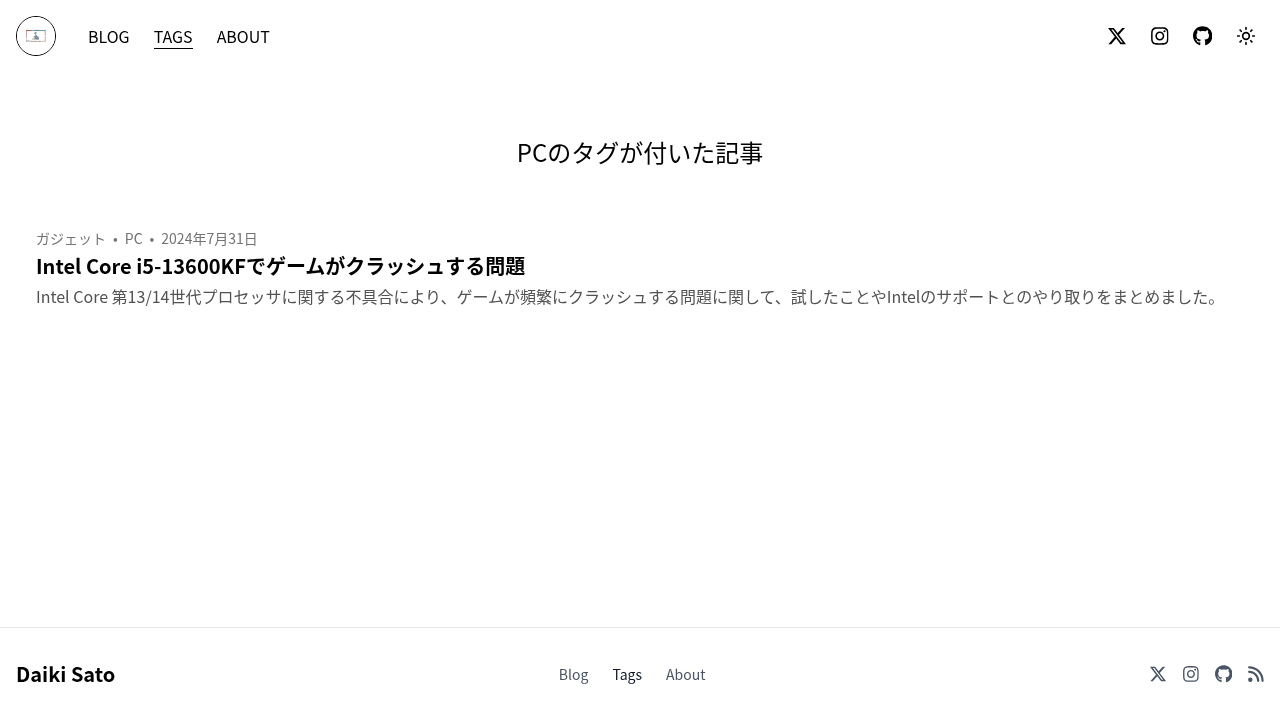 BLOG TAGS ABOUT
PCのタグが付いた記事
ガジェット • PC • 2024年7月31日
Intel Core i5-13600KFでゲームがクラッシュする問題
Intel Core 第13/14世代プロセッサに関する不具合により、ゲームが頻繁にクラッシュする問題に関して、試したことやIntelのサポートとのやり取りをまとめました。
Daiki Sato
Blog Tags About